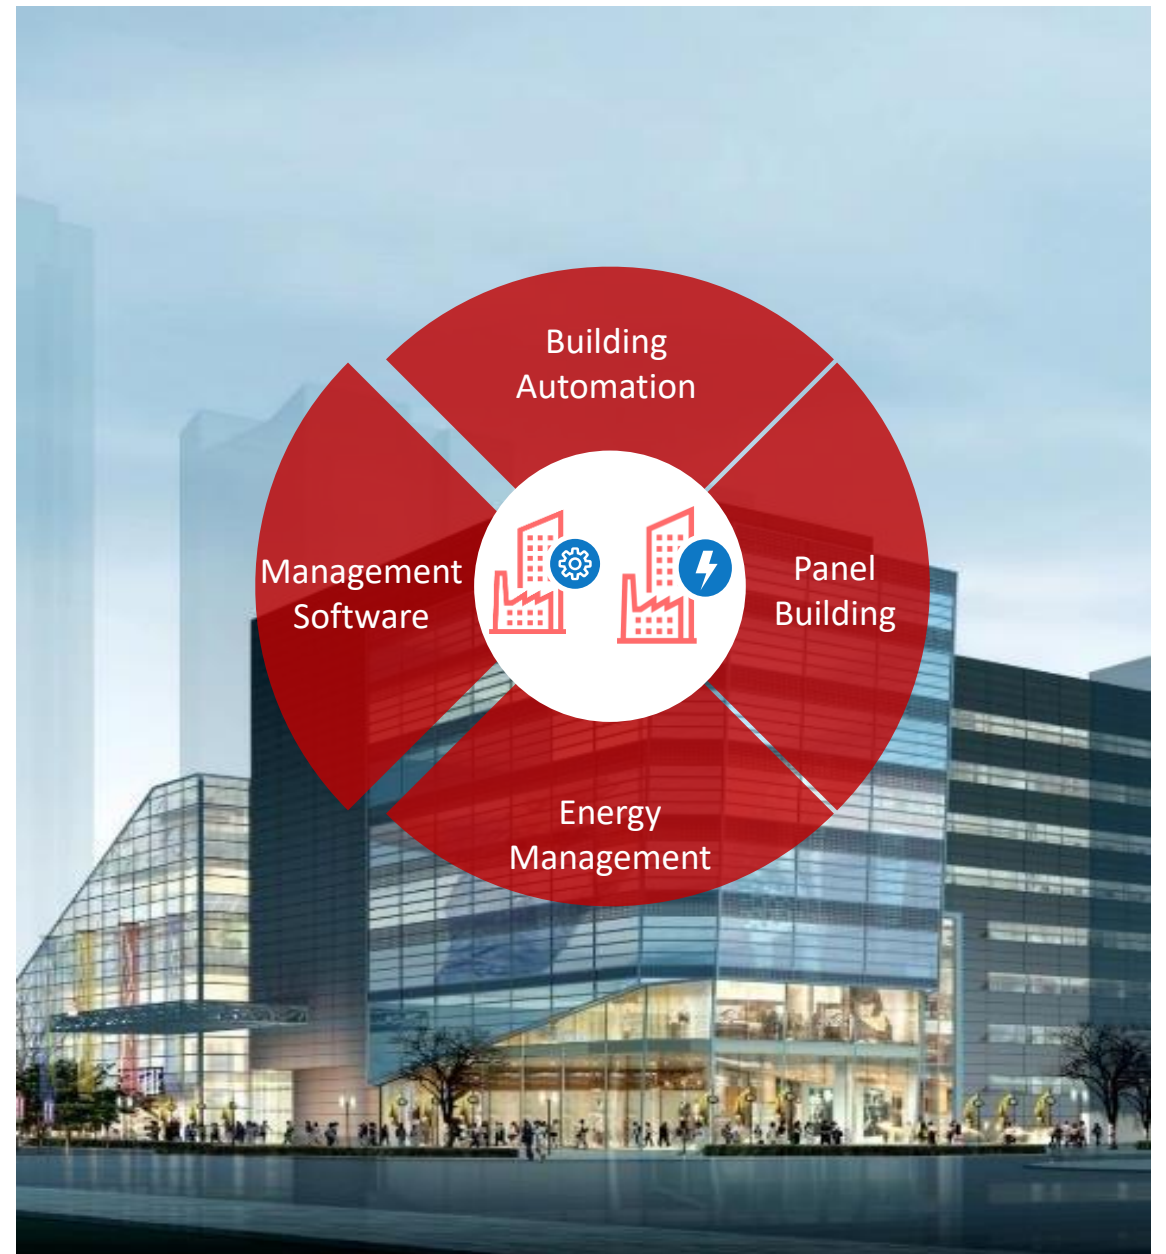 Building
Automation
Management
Software
Panel
Building
Energy
Management